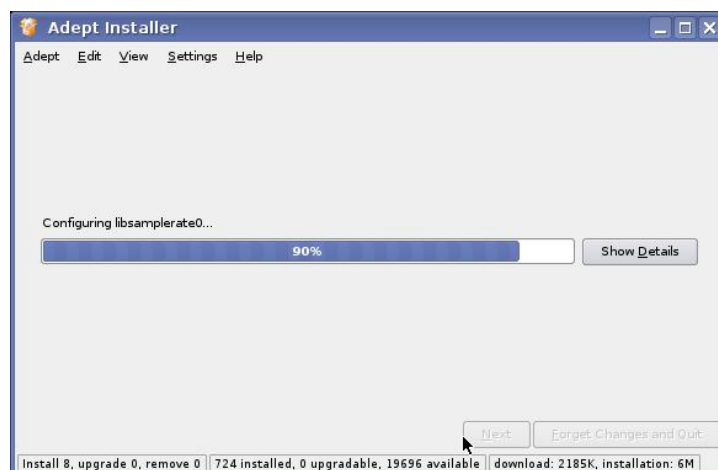 Adept Installer
Adept Edit View Settings Help
Configuring libsamplerate0...
90%
Show Details
Next Forget Changes and Quit
Install 8, upgrade 0, remove 0 724 installed, 0 upgradable, 19696 available download: 2185K, installation: 6M